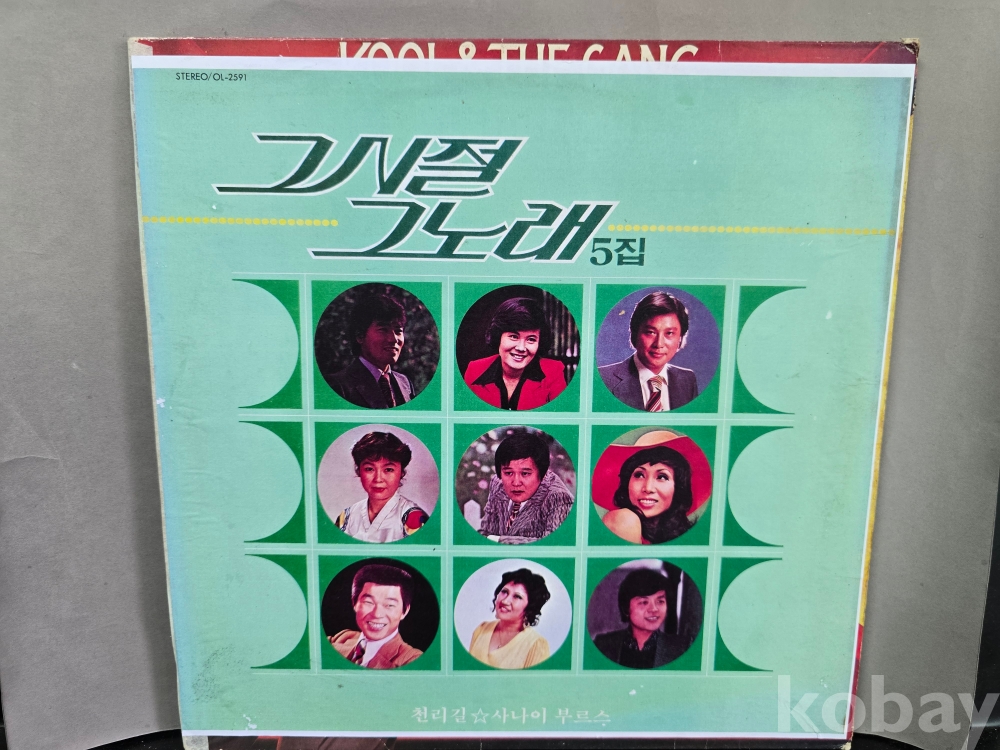 KOOL & THE GANG
STEREO/OL-2591
그시절
그노래 5집
천리길☆사나이 부르스
kobay